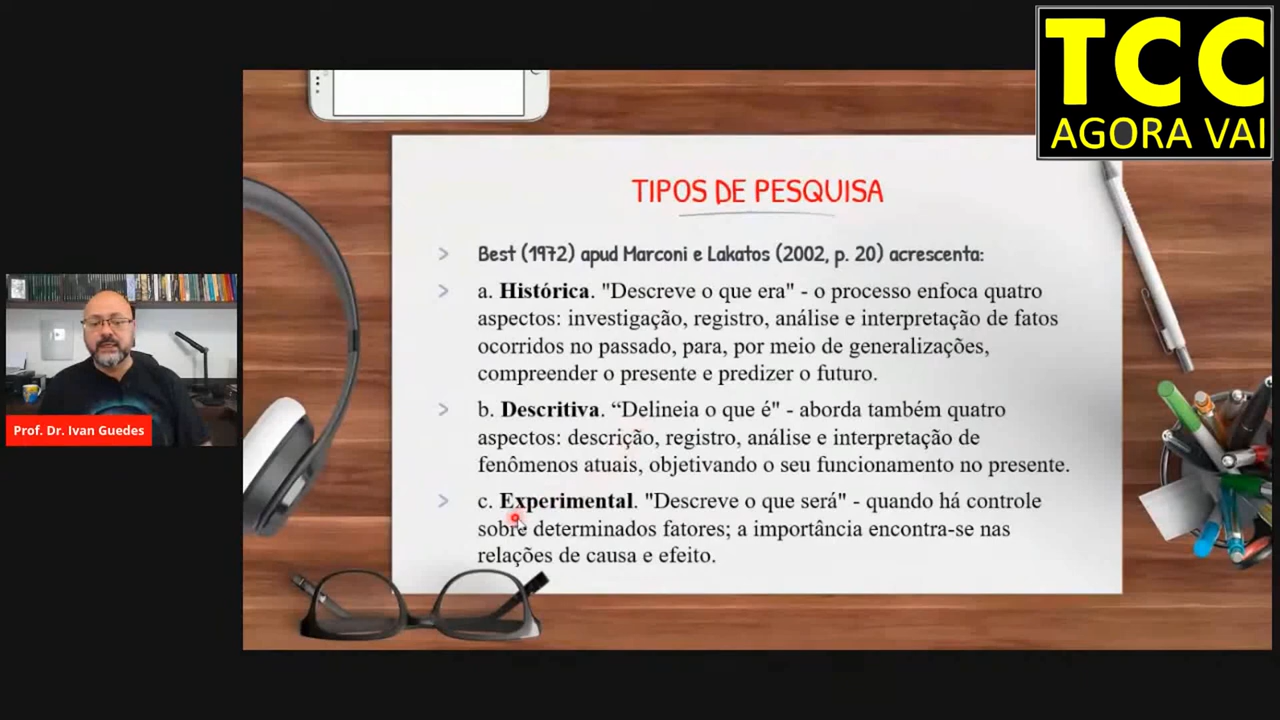 TCC
AGORA VAI
TIPOS DE PESQUISA
Best (1972) apud Marconi e Lakatos (2002, p. 20) acrescenta:
a. Histórica. "Descreve o que era" - o processo enfoca quatro
aspectos: investigação, registro, análise e interpretação de fatos
ocorridos no passado, para, por meio de generalizações,
compreender o presente e predizer o futuro.
b. Descritiva. “Delineia o que é" - aborda também quatro
aspectos: descrição, registro, análise e interpretação de
fenômenos atuais, objetivando o seu funcionamento no presente.
c. Experimental. "Descreve o que será" - quando há controle
sobre determinados fatores; a importância encontra-se nas
relações de causa e efeito.
Prof. Dr. Ivan Guedes